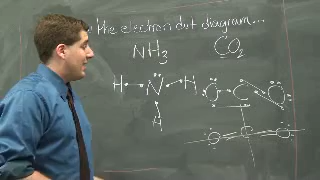 the electron dot diagram...
NH3 CO2
H N H O C O
H
O C O